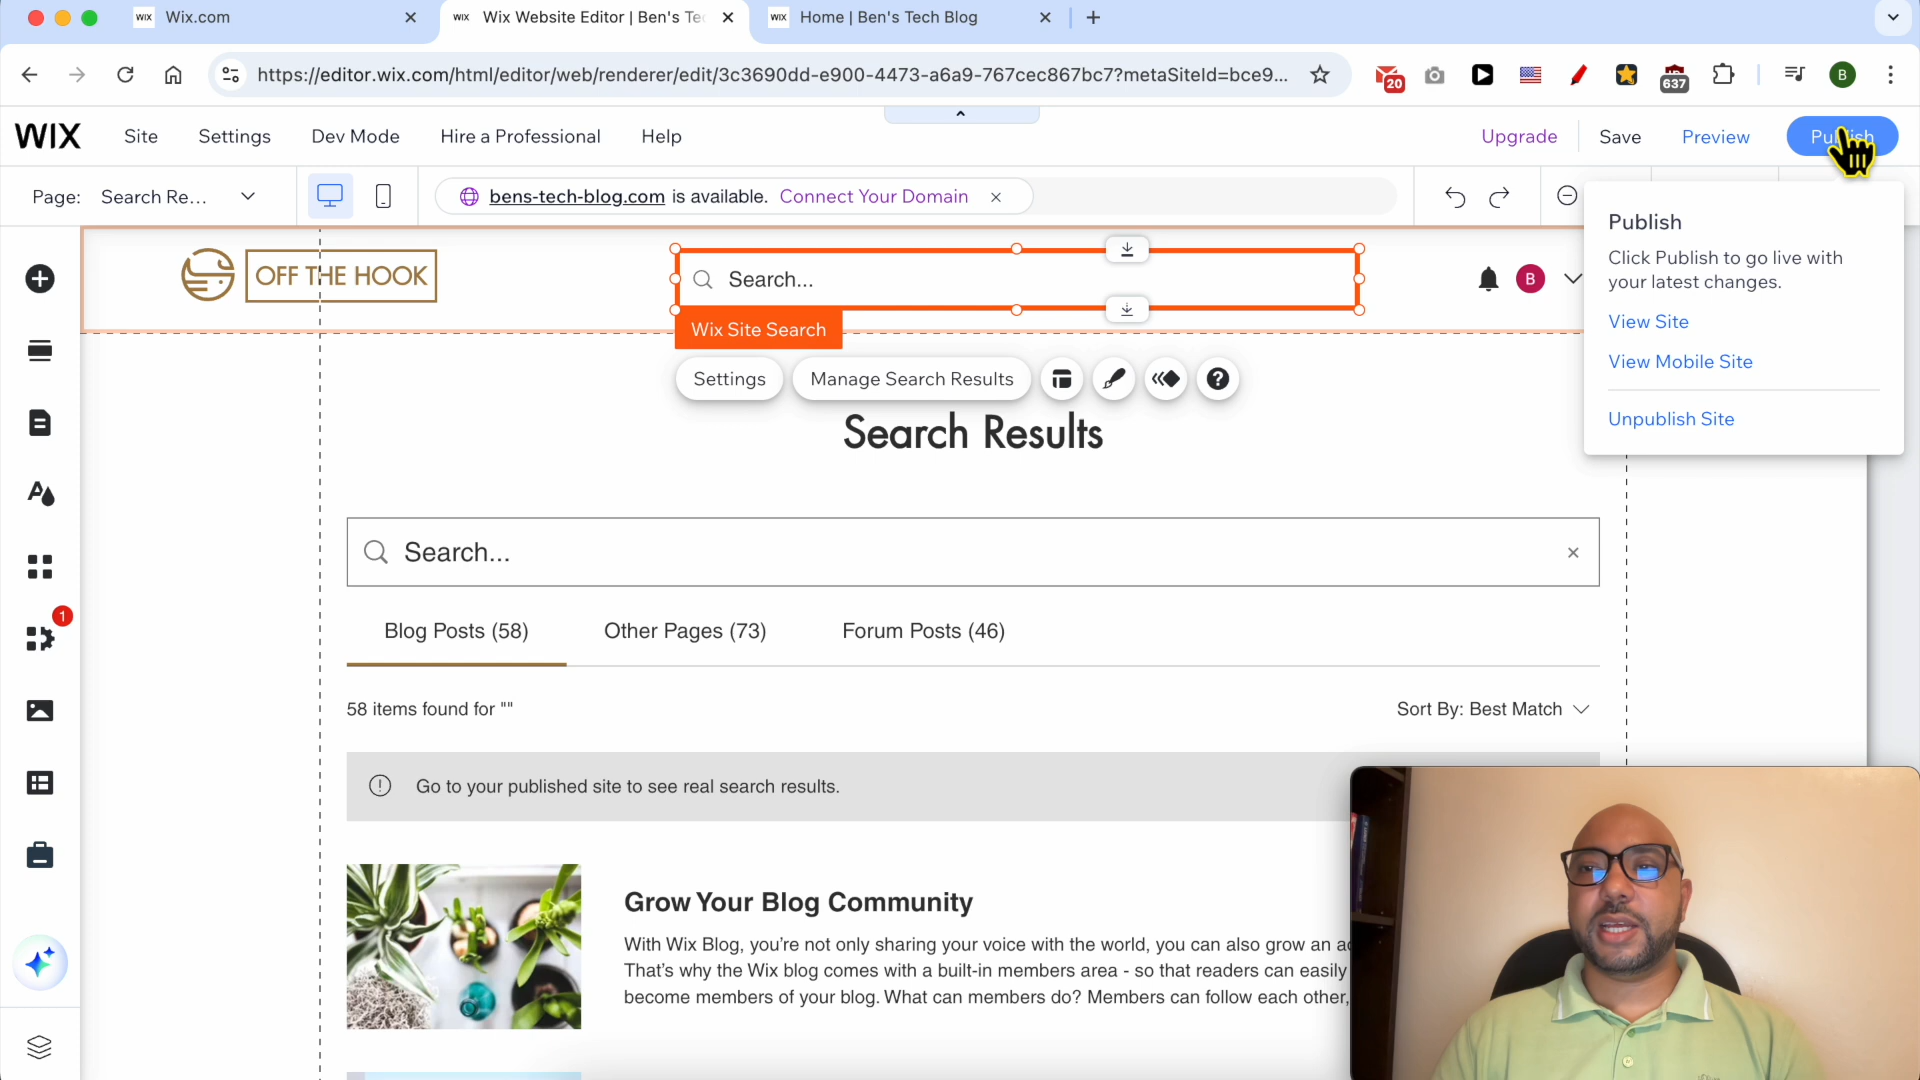 WIX Wix.com
WIX Wix Website Editor | Ben's Te
WIX Home | Ben's Tech Blog
https://editor.wix.com/html/editor/web/renderer/edit/3c3690dd-e900-4473-a6a9-767cec867bc7?metaSiteId=bce9...
20
637
B
WIX Site Settings Dev Mode Hire a Professional Help Upgrade Save Preview Publish
Page: Search Re... bens-tech-blog.com is available. Connect Your Domain
Publish
Click Publish to go live with
your latest changes.
View Site
View Mobile Site
Unpublish Site
OFF THE HOOK
Search...
B
Wix Site Search
Settings Manage Search Results ?
Search Results
Search...
Blog Posts (58) Other Pages (73) Forum Posts (46)
1
58 items found for "" Sort By: Best Match
Go to your published site to see real search results.
Grow Your Blog Community
With Wix Blog, you're not only sharing your voice with the world, you can also grow an
That's why the Wix blog comes with a built-in members area - so that readers can easily
become members of your blog. What can members do? Members can follow each other,